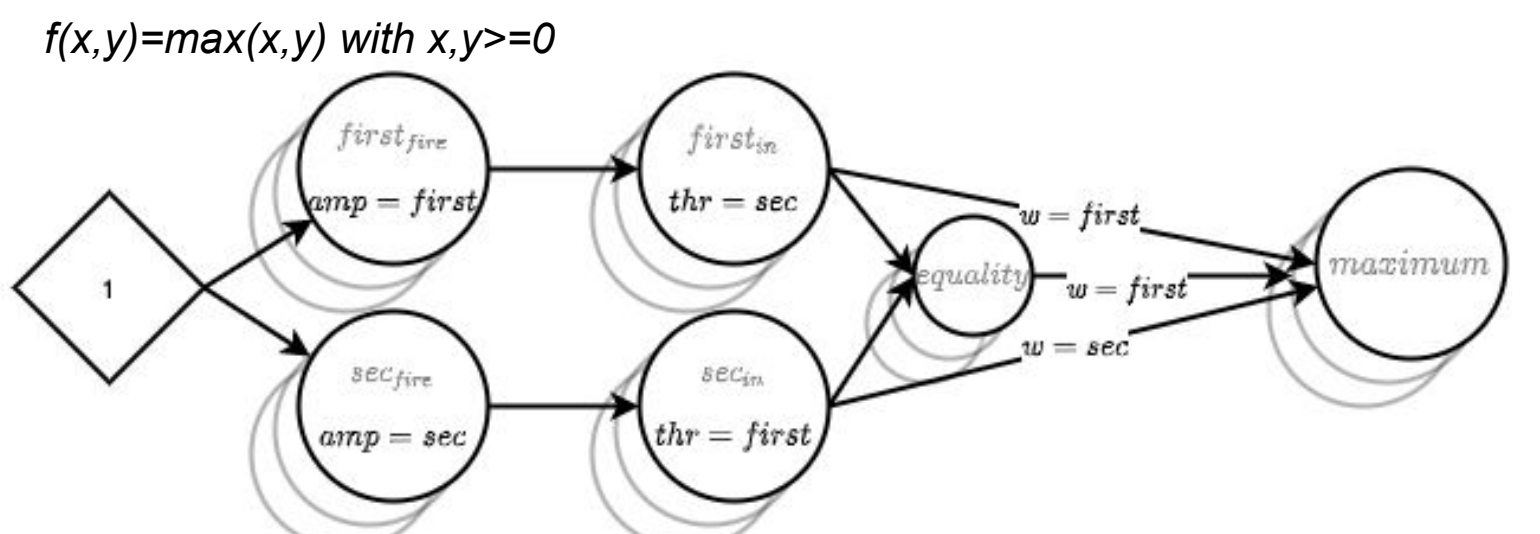 f(x,y)=max(x,y) with x,y>=0
first_fire
amp = first
first_in
thr = sec
1
w = first
equality
w = first
maximum
w = sec
sec_fire
amp = sec
sec_in
thr = first